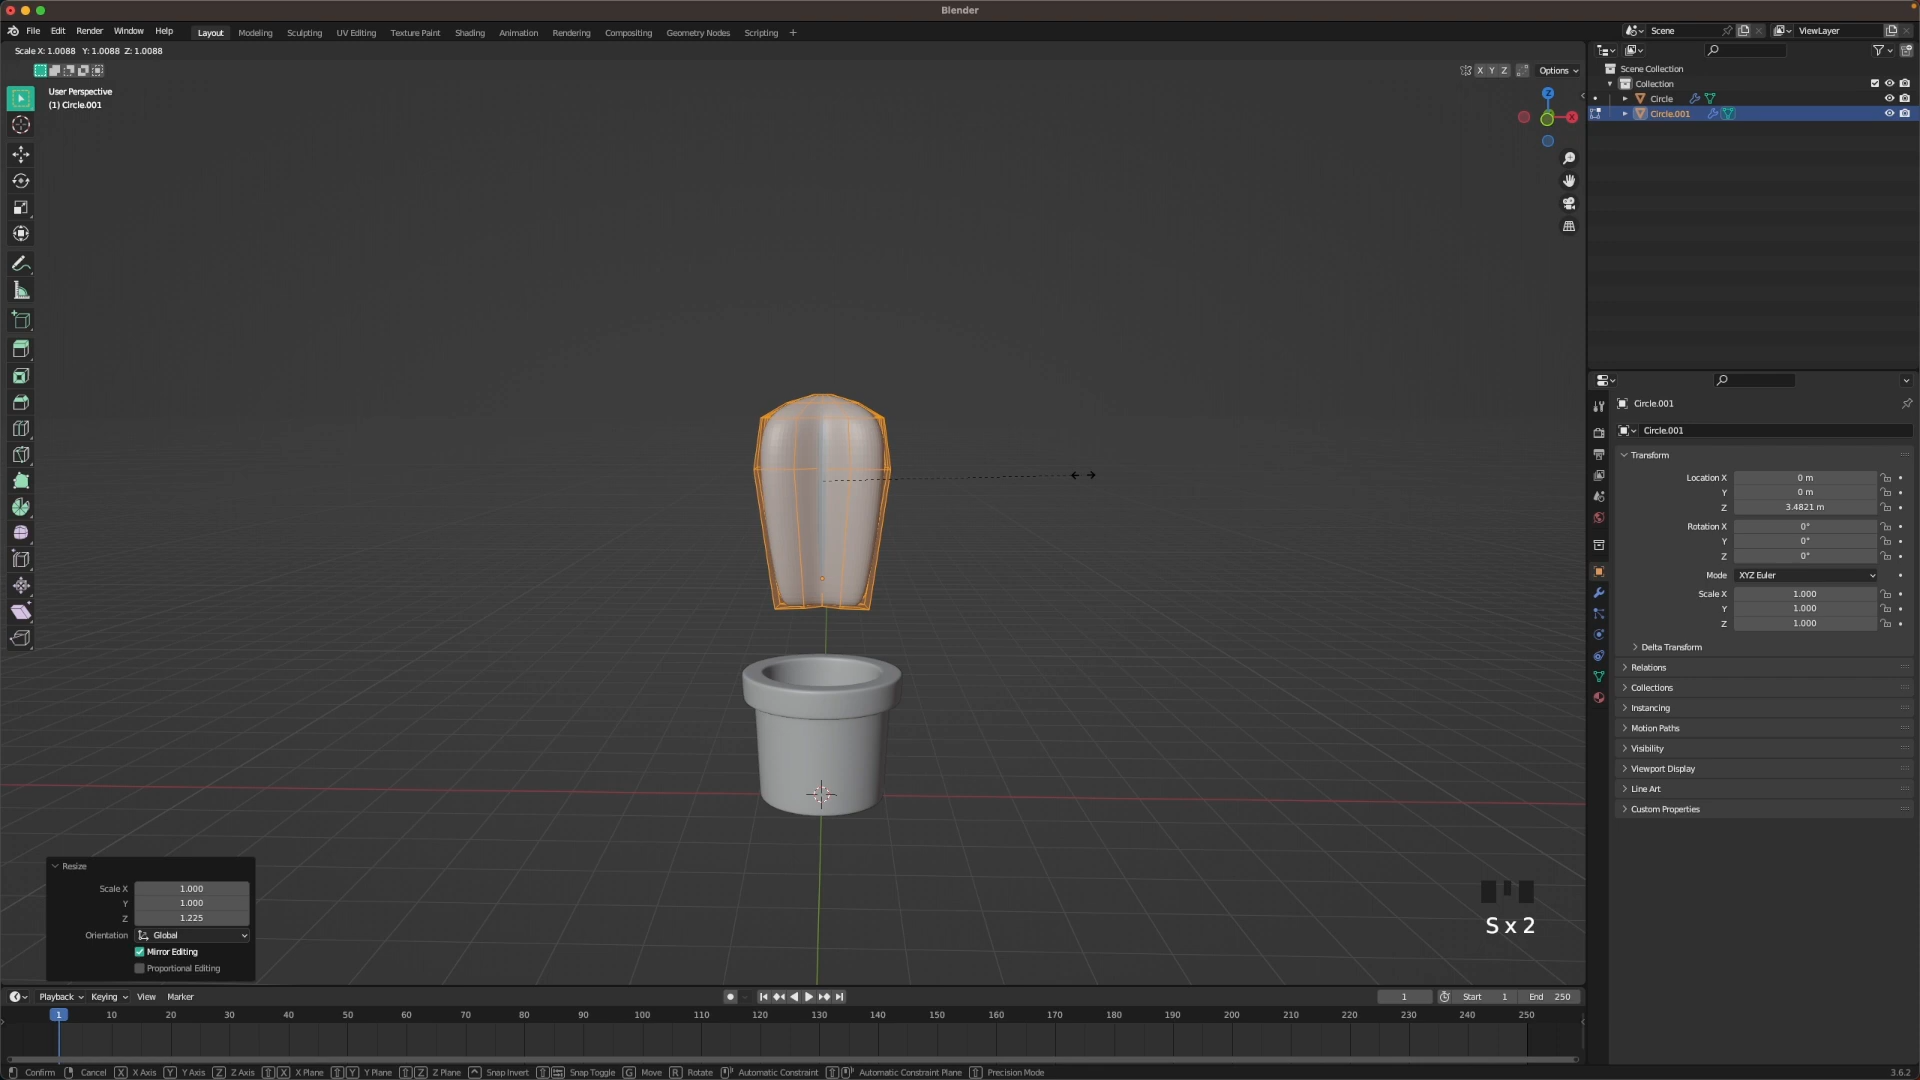 Blender
File Edit Render Window Help Layout Modeling Sculpting UV Editing Texture Paint Shading Animation Rendering Compositing Geometry Nodes Scripting + Scene ViewLayer
Scale X: 1.0088 Y: 1.0088 Z: 1.0088
X Y Z Options
User Perspective
(1) Circle.001
Z
X
Scene Collection
Collection
Circle
Circle.001
Circle.001
Circle.001
Transform
Location X 0 m
Y 0 m
Z 3.4821 m
Rotation X 0°
Y 0°
Z 0°
Mode XYZ Euler
Scale X 1.000
Y 1.000
Z 1.000
Delta Transform
Relations
Collections
Instancing
Motion Paths
Visibility
Viewport Display
Line Art
Custom Properties
Resize
Scale X 1.000
Y 1.000
Z 1.225
Orientation Global
Mirror Editing
Proportional Editing
S x 2
Playback Keying View Marker 1 Start 1 End 250
1 10 20 30 40 50 60 70 80 90 100 110 120 130 140 150 160 170 180 190 200 210 220 230 240 250
Confirm Cancel X X Axis Y Y Axis Z Z Axis X X Plane Y Y Plane Z Z Plane Snap Invert Snap Toggle G Move R Rotate Automatic Constraint Automatic Constraint Plane Precision Mode 3.6.2